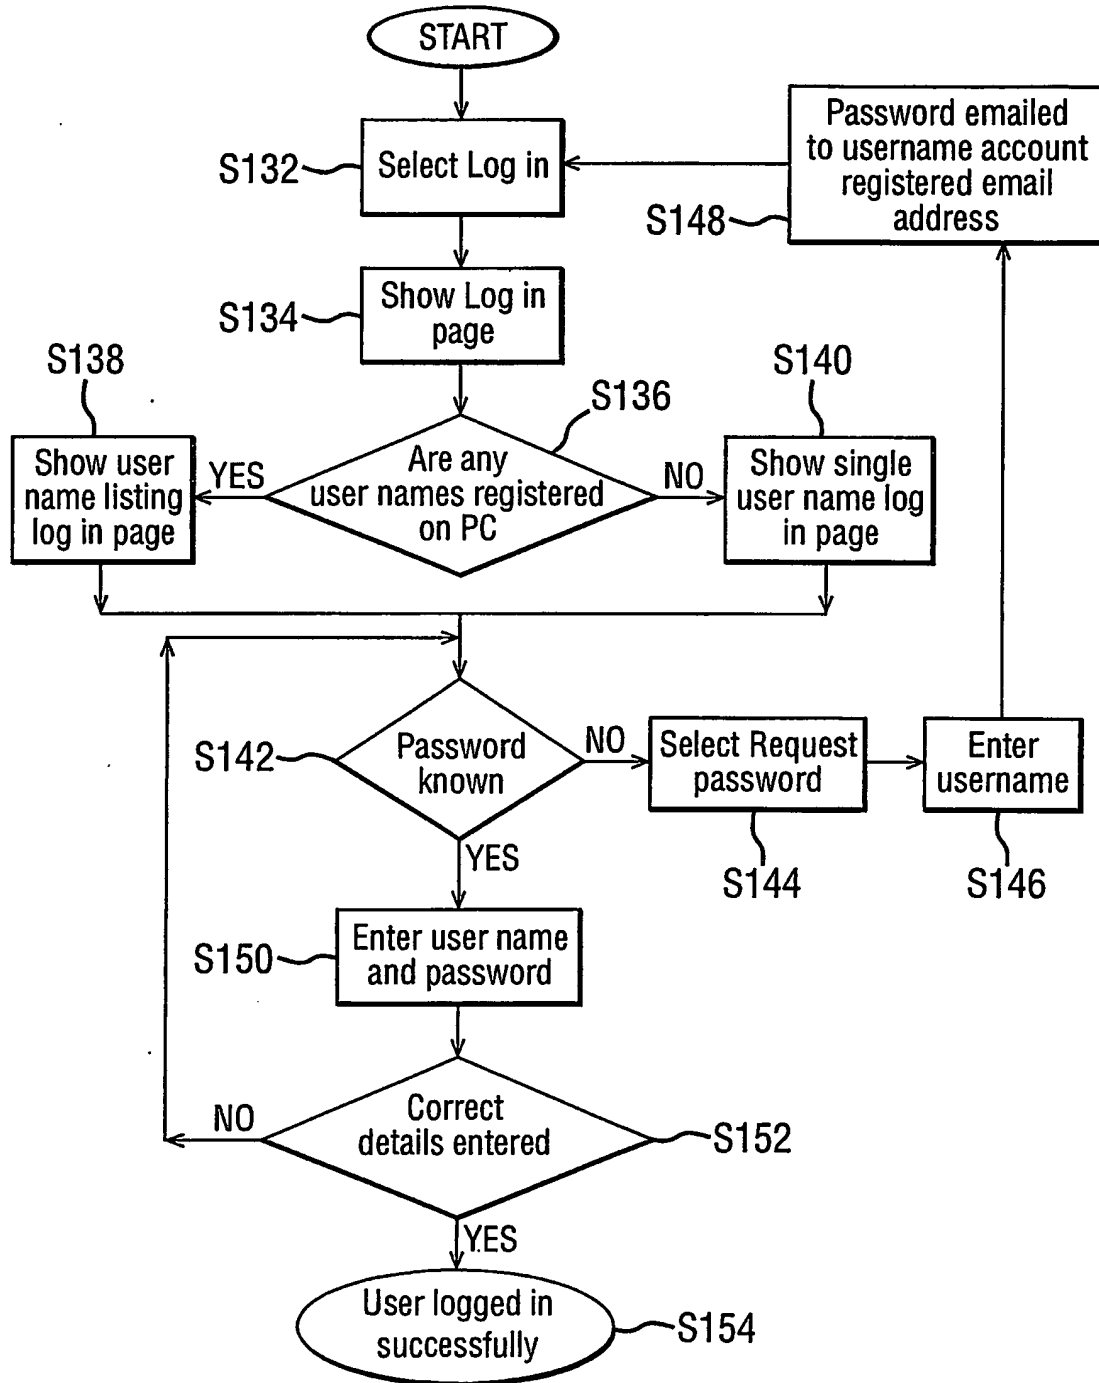 START
S132
Select Log in
Password emailed
to username account
registered email
address
S148
S134
Show Log in
page
S138
S140
S136
Show user
name listing
log in page
YES
Are any
user names registered
on PC
NO
Show single
user name log
in page
S142
Password
known
NO
Select Request
password
Enter
username
S144
S146
YES
S150
Enter user name
and password
NO
Correct
details entered
S152
YES
User logged in
successfully
S154